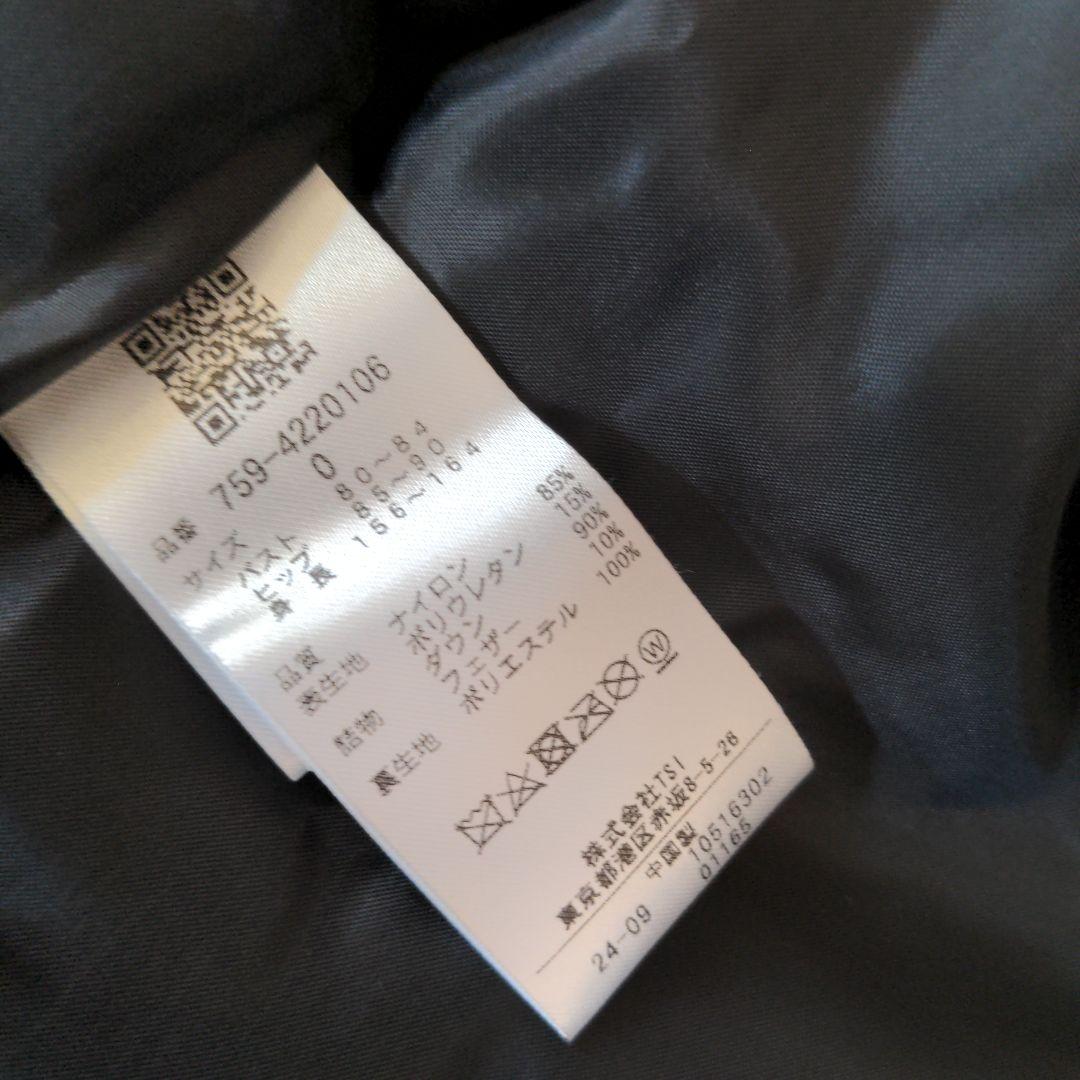 品番 759-4220106
サイズ 0
バスト 80～84
ヒップ 85～90
身長 156～164
品質
表生地 ナイロン 85%
ポリウレタン 15%
詰物 ダウン 90%
フェザー 10%
裏生地 ポリエステル 100%
W
株式会社TSI
東京都港区赤坂8-5-26
中国製
10516302
01165
24-09